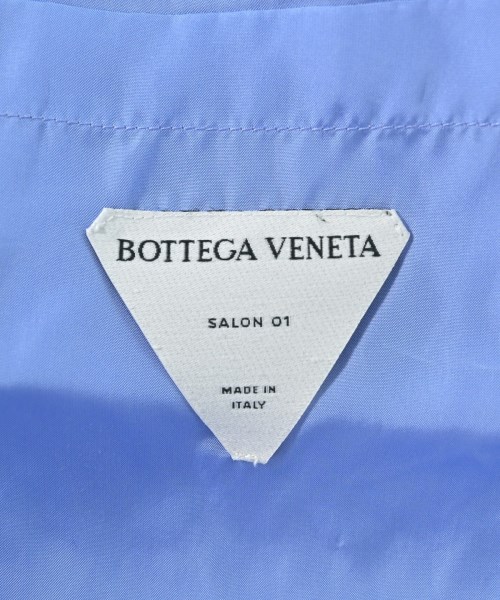 BOTTEGA VENETA
SALON 01
MADE IN
ITALY